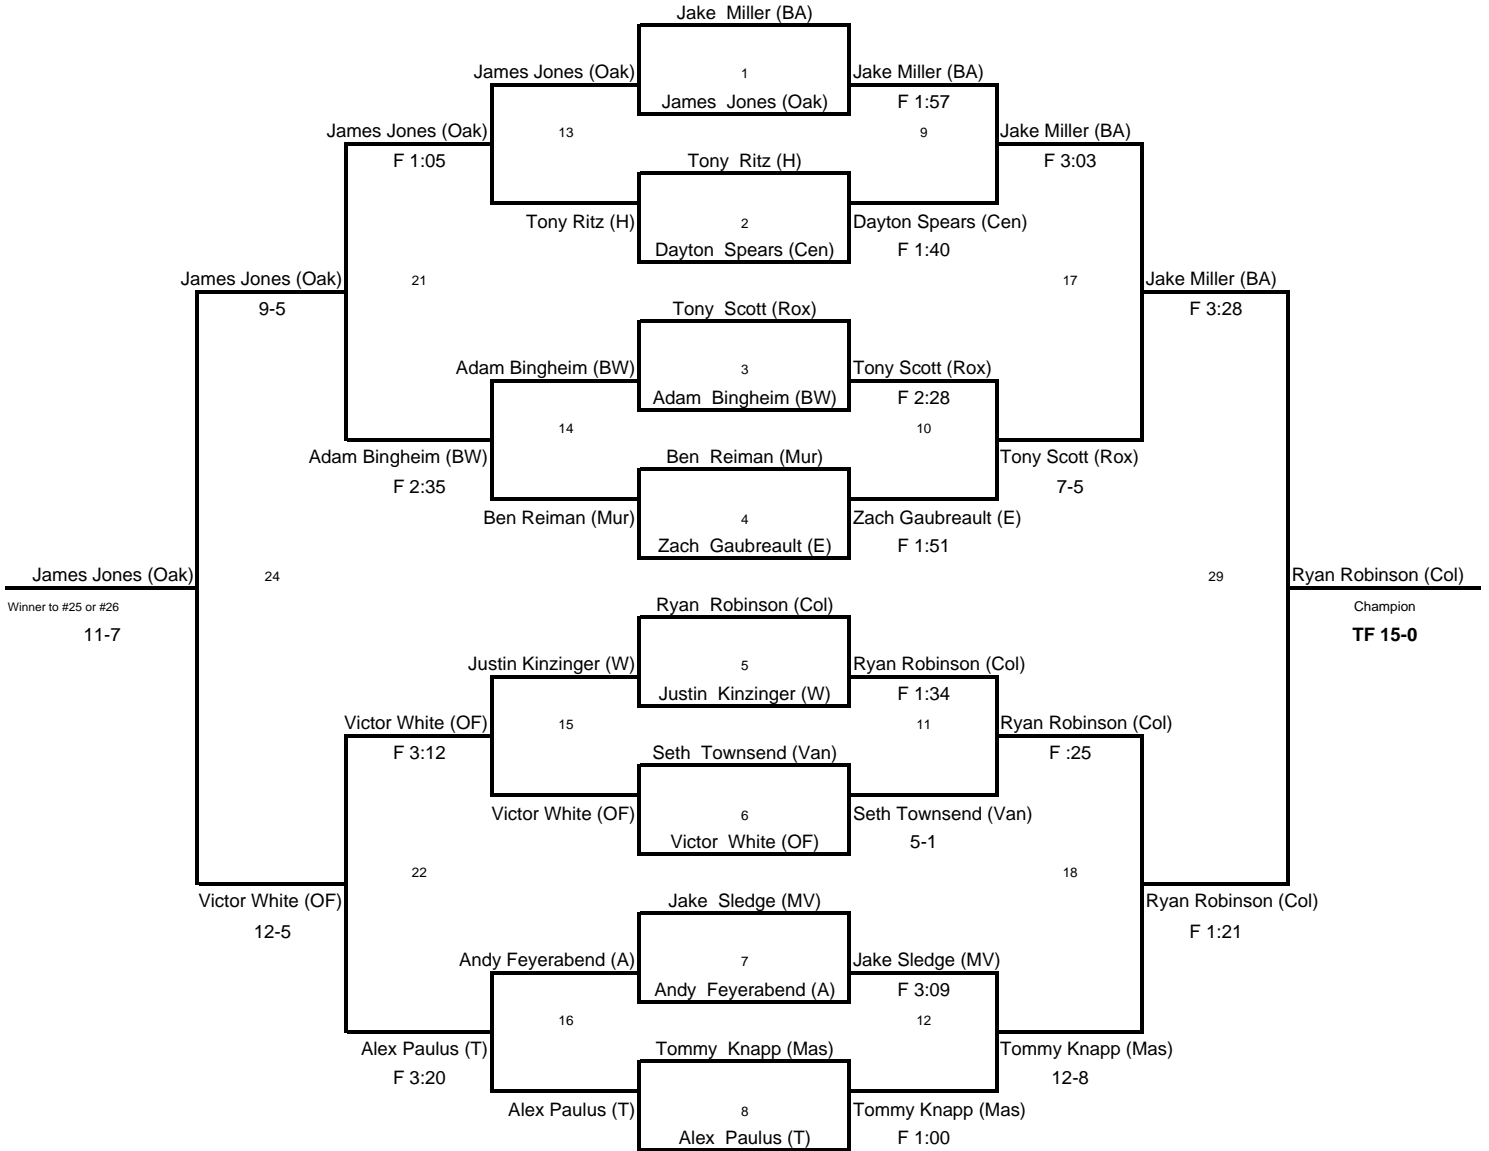 Jake Miller (BA)
James Jones (Oak) 1 Jake Miller (BA)
James Jones (Oak) F 1:57
James Jones (Oak) 13 9 Jake Miller (BA)
F 1:05 Tony Ritz (H) F 3:03
Tony Ritz (H) 2 Dayton Spears (Cen)
Dayton Spears (Cen) F 1:40
James Jones (Oak) 21 17 Jake Miller (BA)
9-5 Tony Scott (Rox) F 3:28
Adam Bingheim (BW) 3 Tony Scott (Rox)
Adam Bingheim (BW) F 2:28
14 10
Adam Bingheim (BW) Ben Reiman (Mur) Tony Scott (Rox)
F 2:35 7-5
Ben Reiman (Mur) 4 Zach Gaubreault (E)
Zach Gaubreault (E) F 1:51
James Jones (Oak) 24 29 Ryan Robinson (Col)
Winner to #25 or #26 Ryan Robinson (Col) Champion
11-7 TF 15-0
Justin Kinzinger (W) 5 Ryan Robinson (Col)
Justin Kinzinger (W) F 1:34
Victor White (OF) 15 11 Ryan Robinson (Col)
F 3:12 Seth Townsend (Van) F :25
Victor White (OF) 6 Seth Townsend (Van)
Victor White (OF) 5-1
22 18
Victor White (OF) Jake Sledge (MV) Ryan Robinson (Col)
12-5 F 1:21
Andy Feyerabend (A) 7 Jake Sledge (MV)
Andy Feyerabend (A) F 3:09
16 12
Alex Paulus (T) Tommy Knapp (Mas) Tommy Knapp (Mas)
F 3:20 12-8
Alex Paulus (T) 8 Tommy Knapp (Mas)
Alex Paulus (T) F 1:00